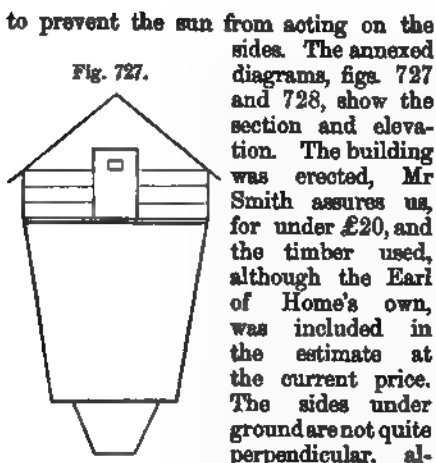 to prevent the sun from acting on the
Fig. 727.
sides. The annexed
diagrams, figs. 727
and 728, show the
section and eleva-
tion. The building
was erected, Mr
Smith assures us,
for under £20, and
the timber used,
although the Earl
of Home's own,
was included in
the estimate at
the current price.
The sides under
ground are not quite
perpendicular, al-